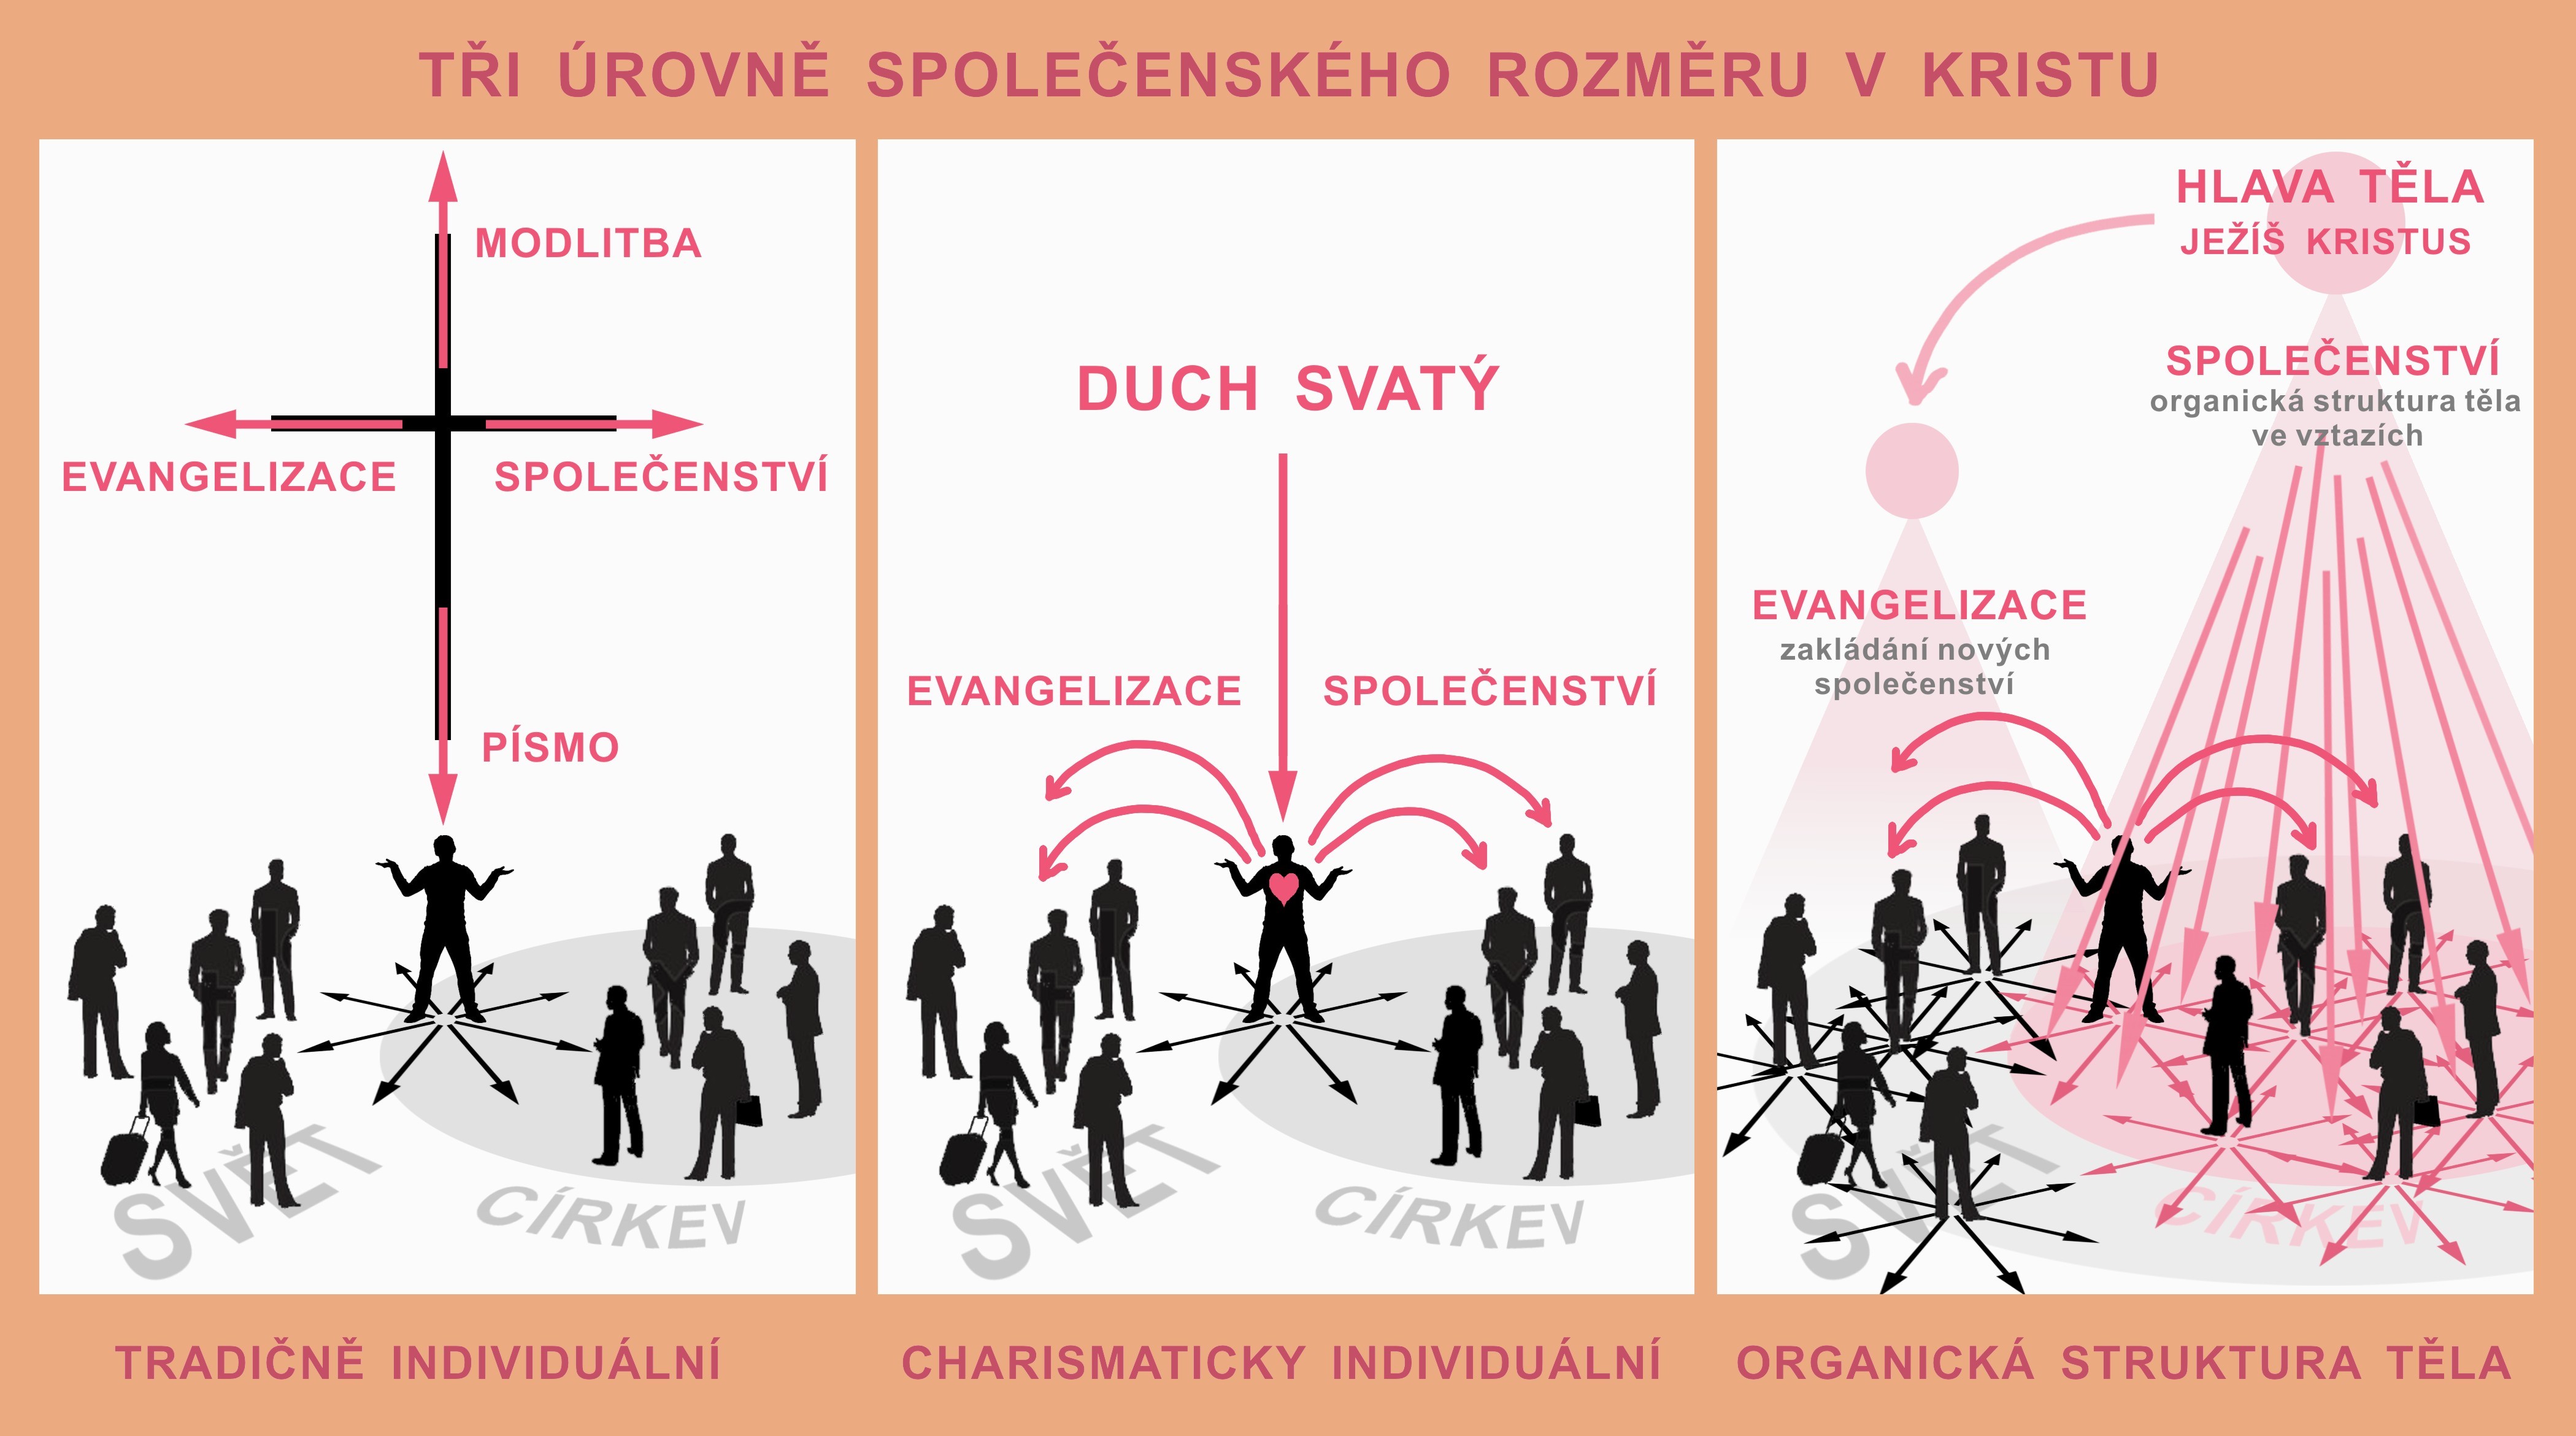 TŘI ÚROVNĚ SPOLEČENSKÉHO ROZMĚRU V KRISTU
MODLITBA
EVANGELIZACE
SPOLEČENSTVÍ
PÍSMO
SVĚT
CÍRKEV
TRADIČNĚ INDIVIDUÁLNÍ
DUCH SVATÝ
EVANGELIZACE
SPOLEČENSTVÍ
SVĚT
CÍRKEV
CHARISMATICKY INDIVIDUÁLNÍ
HLAVA TĚLA
JEŽÍŠ KRISTUS
SPOLEČENSTVÍ
organická struktura těla
ve vztazích
EVANGELIZACE
zakládání nových
společenství
SVĚT
CÍRKEV
ORGANICKÁ STRUKTURA TĚLA